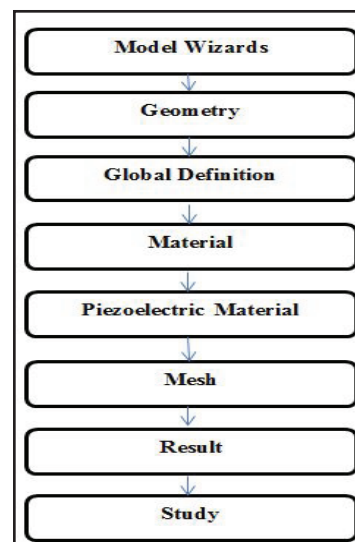 Model Wizards
Geometry
Global Definition
Material
Piezoelectric Material
Mesh
Result
Study